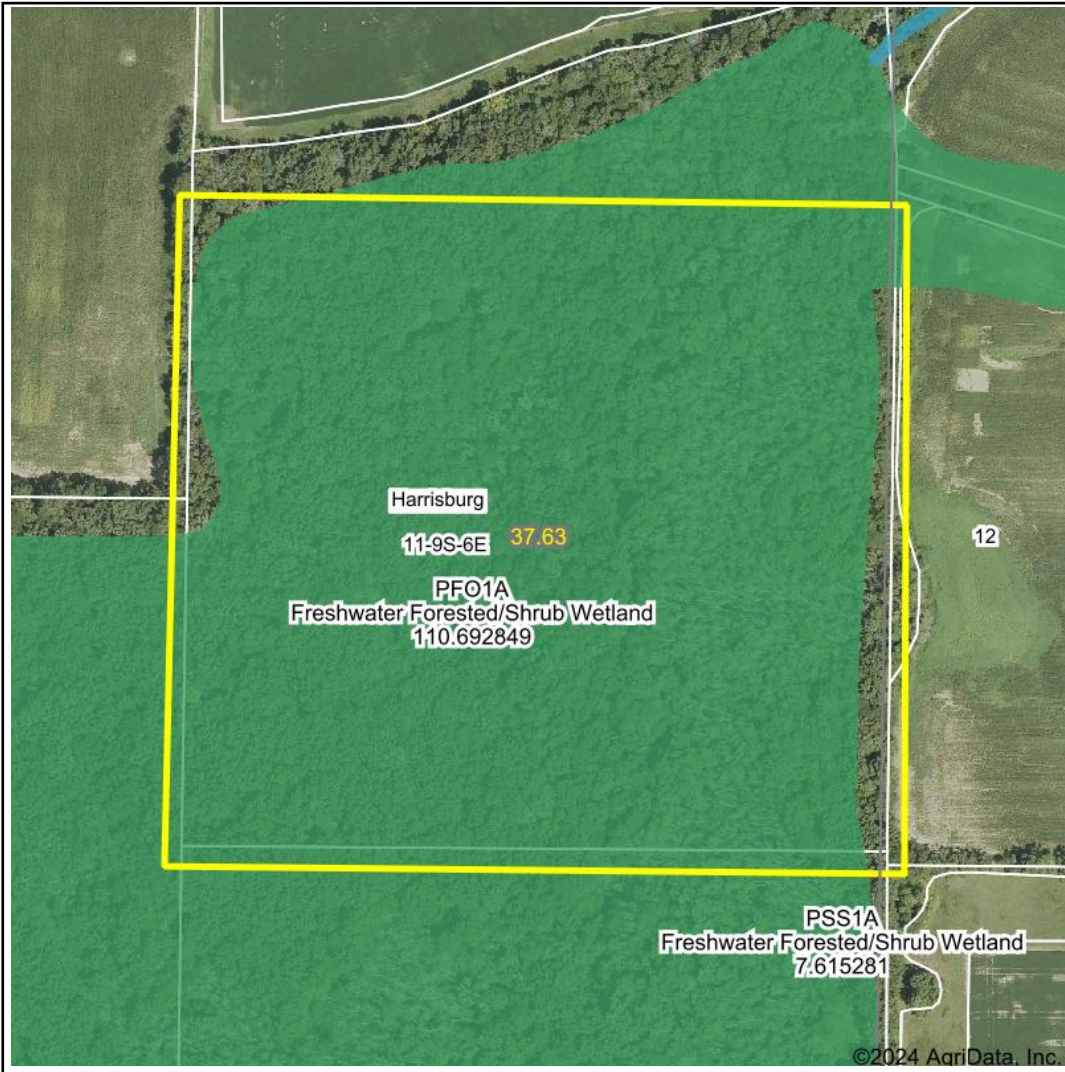 Harrisburg
11-9S-6E
37.63
12
PFO1A
Freshwater Forested/Shrub Wetland
110.692849
PSS1A
Freshwater Forested/Shrub Wetland
7.615281
©2024 AgriData, Inc.